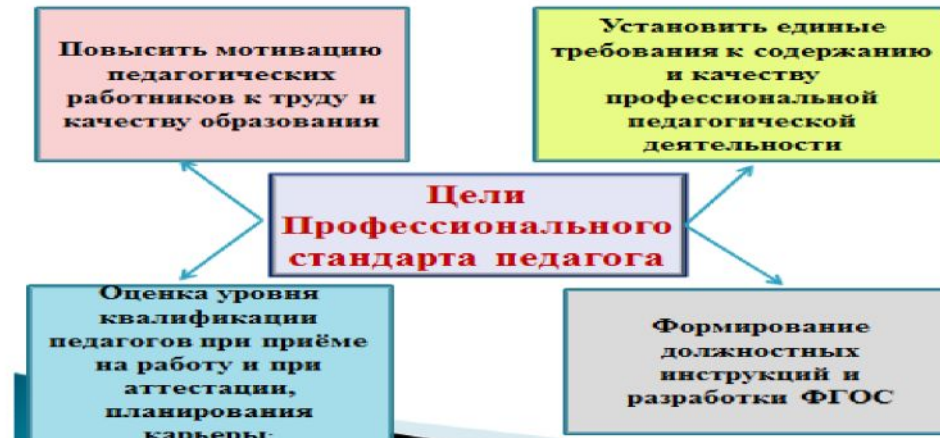 Повысить мотивацию
педагогических
работников к труду и
качеству образования
Установить единые
требования к содержанию
и качеству
профессиональной
педагогической
деятельности
Цели
Профессионального
стандарта педагога
Оценка уровня
квалификации
педагогов при приёме
на работу и при
аттестации,
планирования
карьеры.
Формирование
должностных
инструкций и
разработки ФГОС